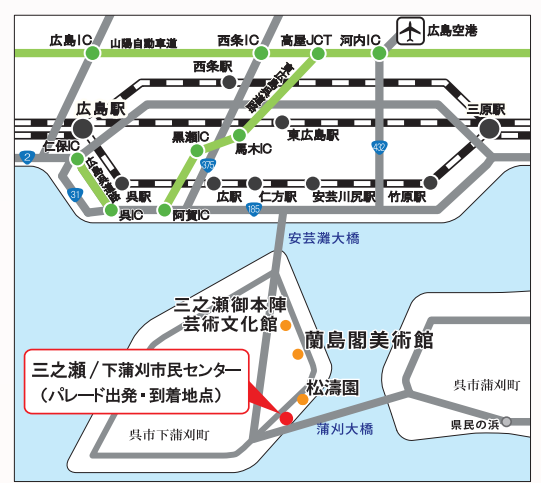 広島IC
山陽自動車道
西条IC
高屋JCT
河内IC
広島空港
西条駅
東広島呉道路
広島駅
三原駅
仁保IC
黒瀬IC
馬木IC
東広島駅
2
広島呉道路
375
432
31
呉駅
広駅
仁方駅
安芸川尻駅
竹原駅
呉IC
阿賀IC
185
安芸灘大橋
三之瀬御本陣
芸術文化館
蘭島閣美術館
三之瀬/下蒲刈市民センター
(パレード出発・到着地点)
松濤園
呉市蒲刈町
呉市下蒲刈町
蒲刈大橋
県民の浜